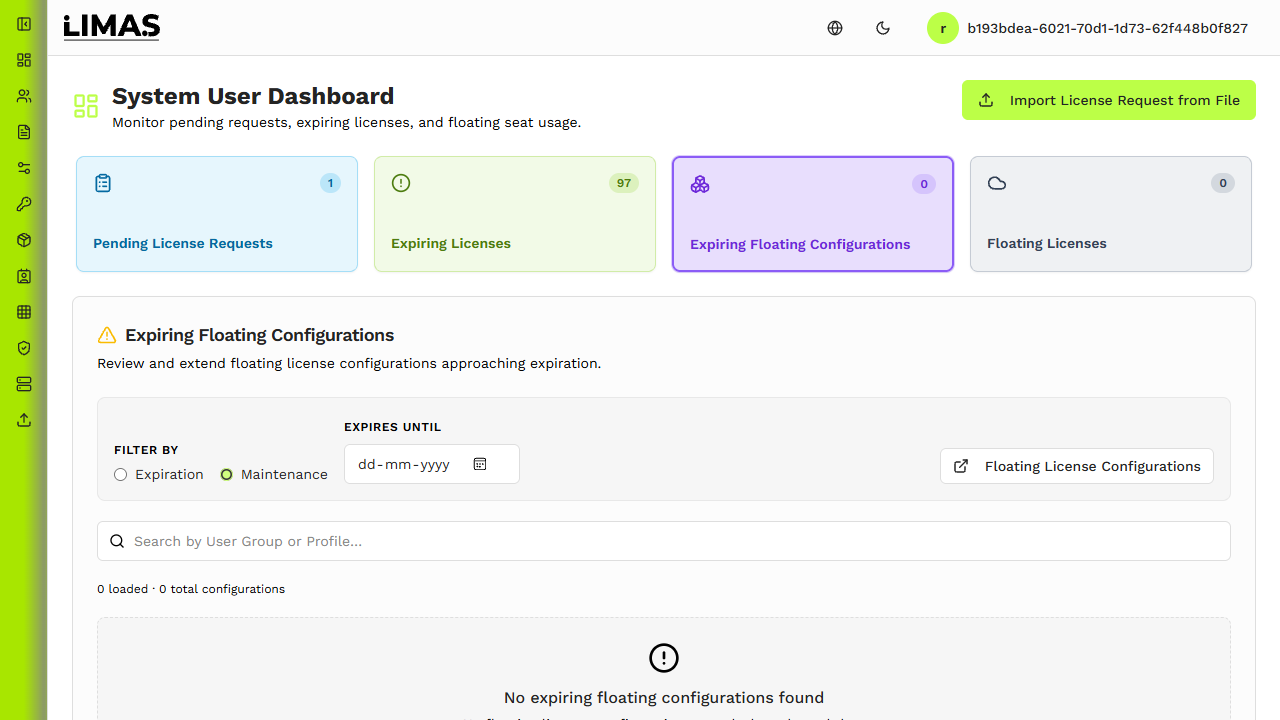 LIMAS
r
b193bdea-6021-70d1-1d73-62f448b0f827
System User Dashboard
Monitor pending requests, expiring licenses, and floating seat usage.
Import License Request from File
1
Pending License Requests
97
Expiring Licenses
0
Expiring Floating Configurations
0
Floating Licenses
Expiring Floating Configurations
Review and extend floating license configurations approaching expiration.
FILTER BY
Expiration
Maintenance
EXPIRES UNTIL
dd-mm-yyyy
Floating License Configurations
Search by User Group or Profile...
0 loaded · 0 total configurations
No expiring floating configurations found